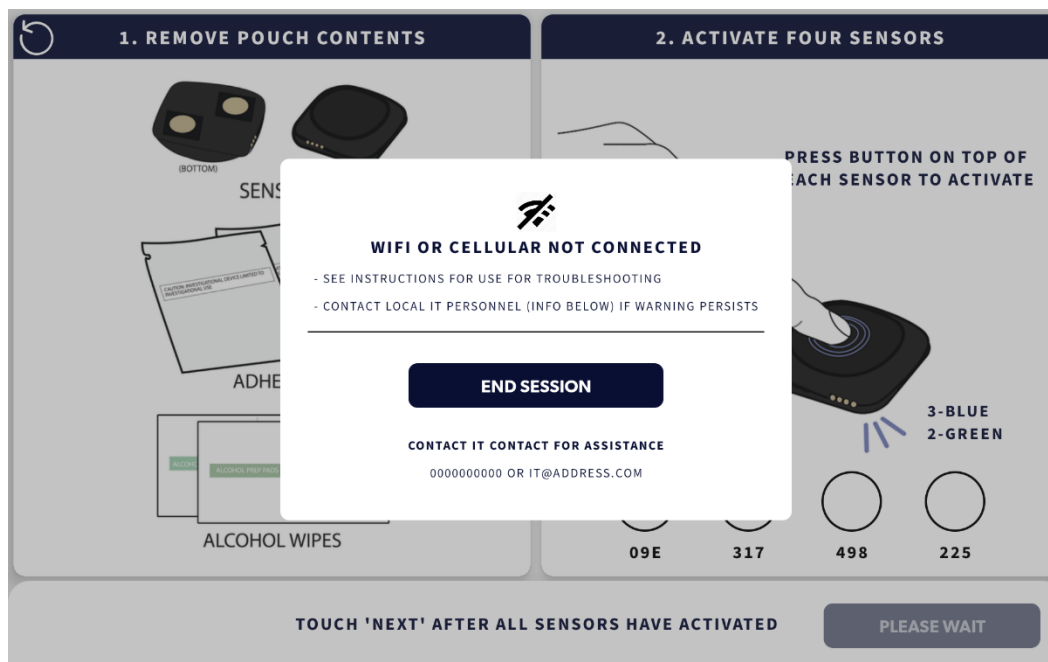 1. REMOVE POUCH CONTENTS
(BOTTOM)
SENS
CAUTION: INVESTIGATIONAL DEVICE LIMITED TO
INVESTIGATIONAL USE
ADHE
ALCOHOL PREP PADS
ALCOHOL WIPES
2. ACTIVATE FOUR SENSORS
PRESS BUTTON ON TOP OF
EACH SENSOR TO ACTIVATE
3-BLUE
2-GREEN
09E
317
498
225
WIFI OR CELLULAR NOT CONNECTED
- SEE INSTRUCTIONS FOR USE FOR TROUBLESHOOTING
- CONTACT LOCAL IT PERSONNEL (INFO BELOW) IF WARNING PERSISTS
END SESSION
CONTACT IT CONTACT FOR ASSISTANCE
0000000000 OR IT@ADDRESS.COM
TOUCH 'NEXT' AFTER ALL SENSORS HAVE ACTIVATED
PLEASE WAIT